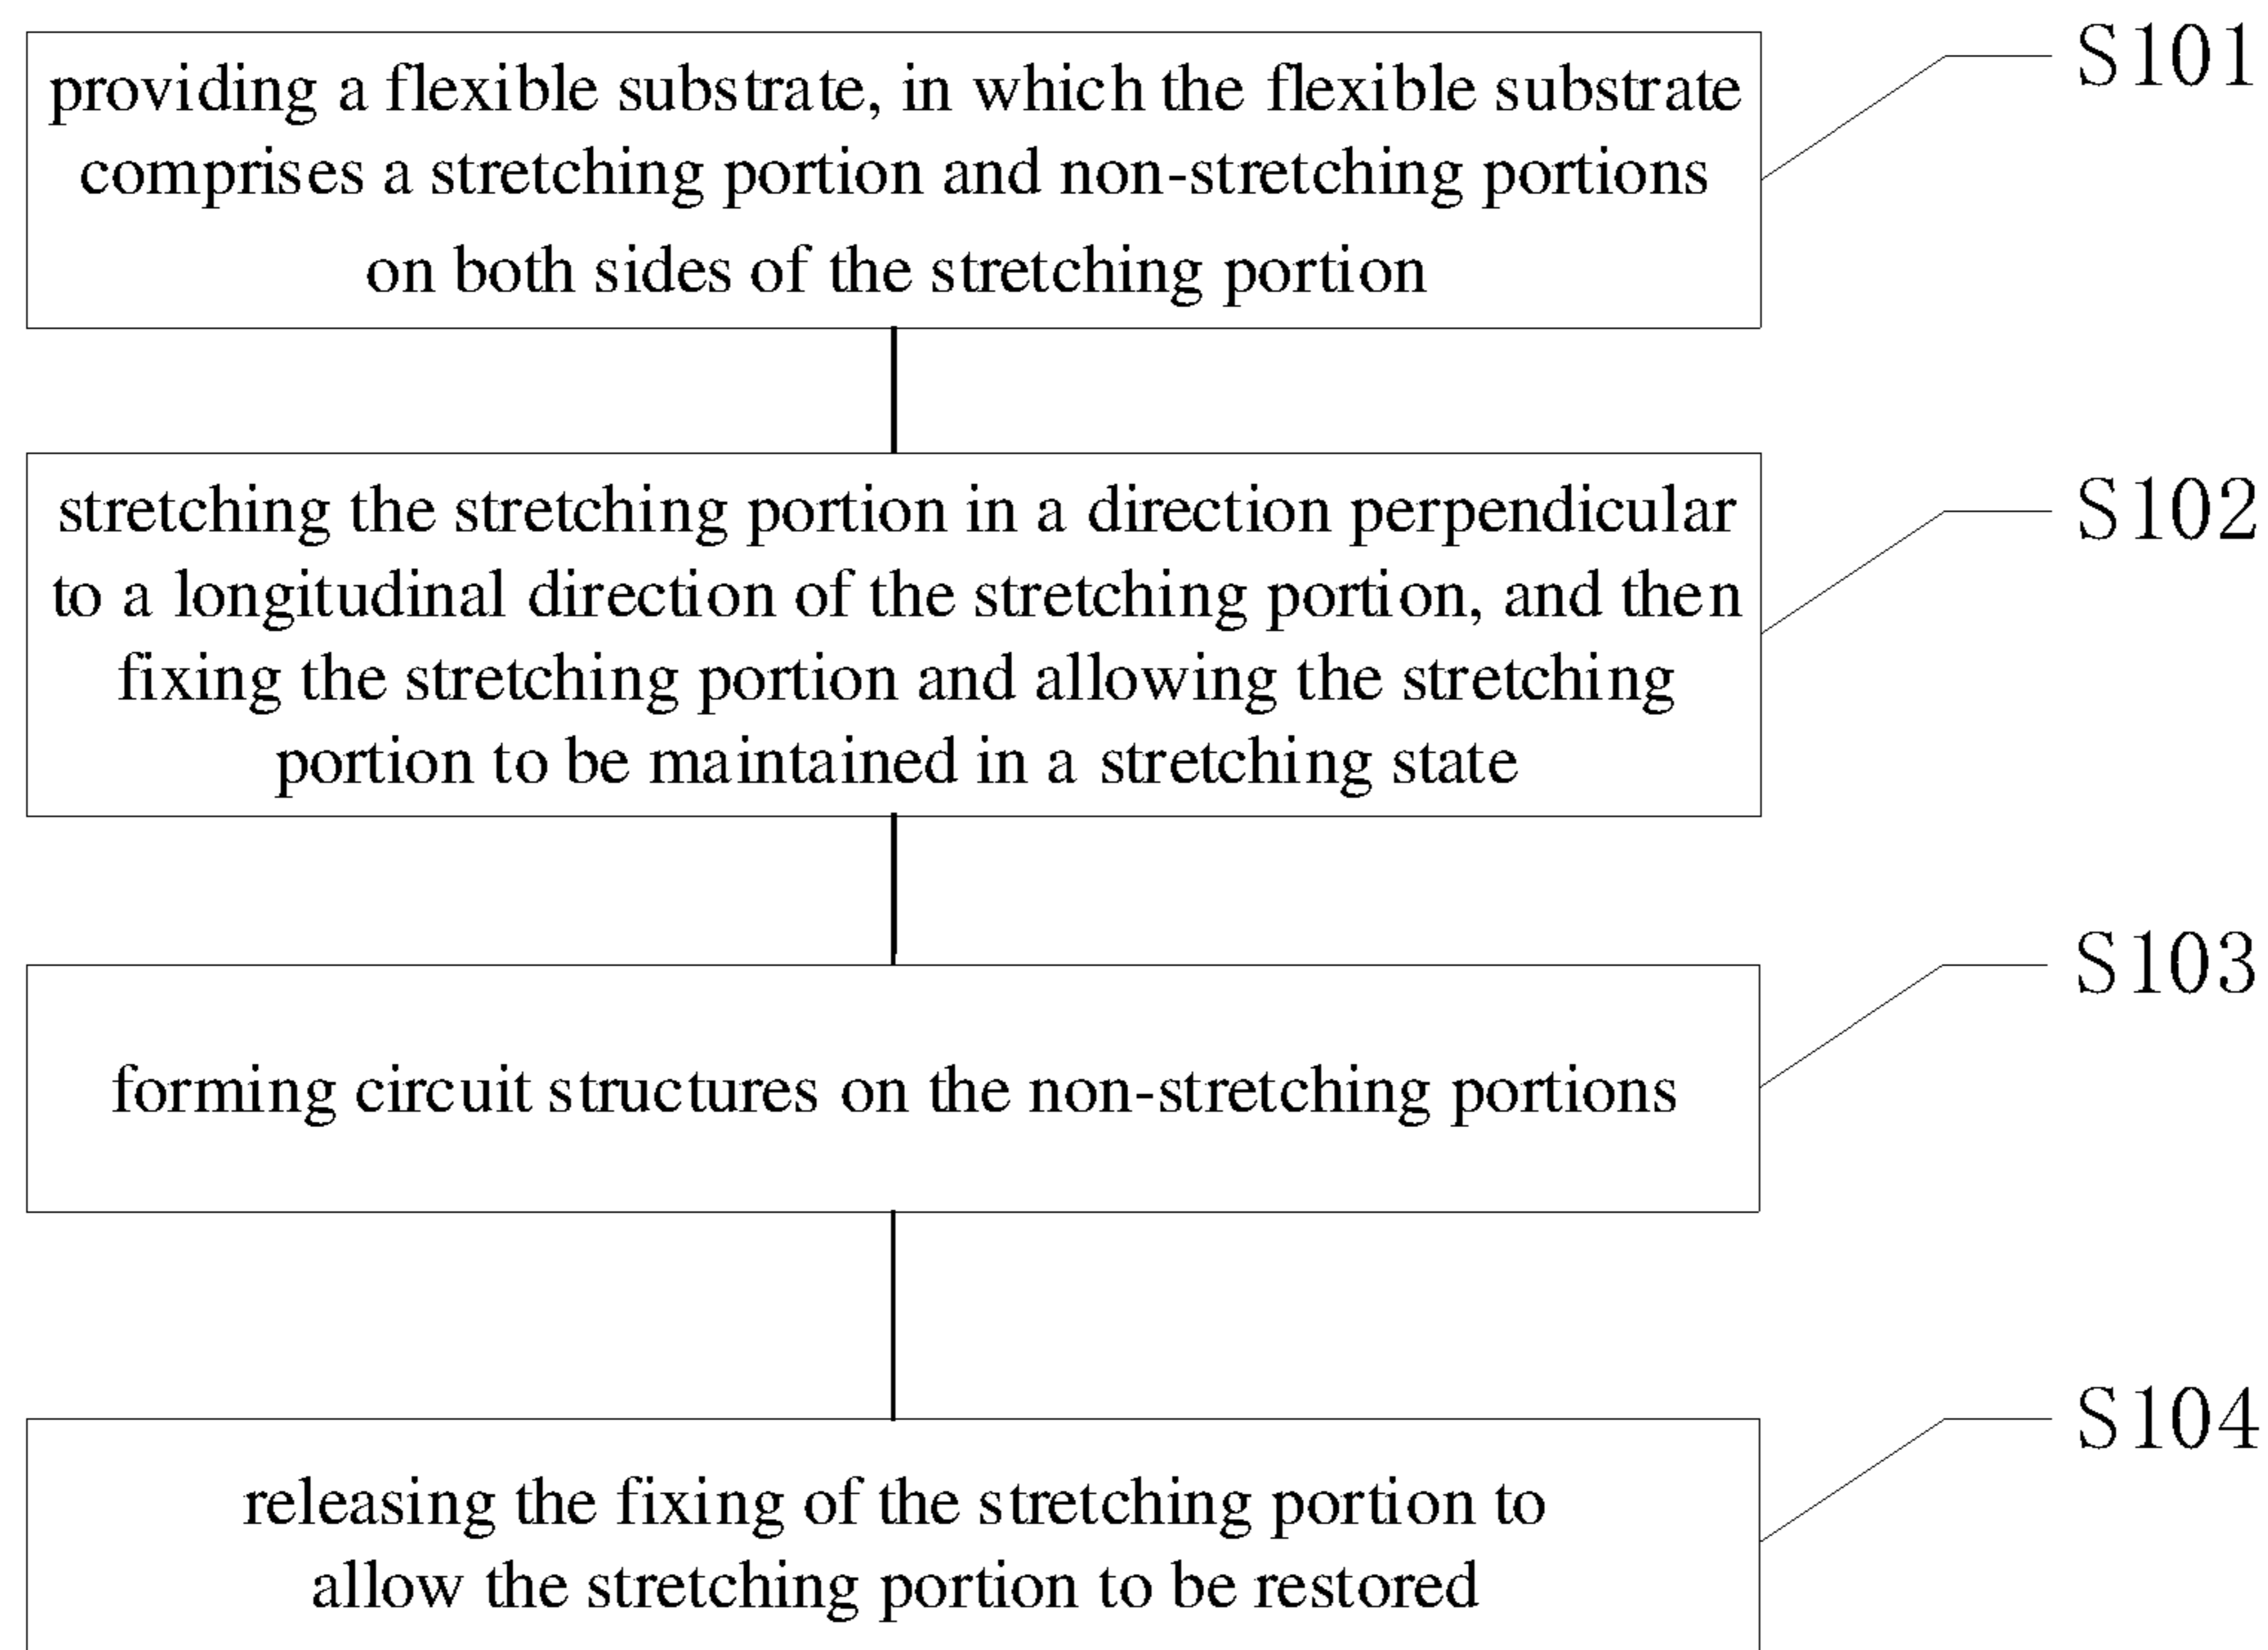 S101
providing a flexible substrate, in which the flexible substrate
comprises a stretching portion and non-stretching portions
on both sides of the stretching portion
S102
stretching the stretching portion in a direction perpendicular
to a longitudinal direction of the stretching portion, and then
fixing the stretching portion and allowing the stretching
portion to be maintained in a stretching state
S103
forming circuit structures on the non-stretching portions
S104
releasing the fixing of the stretching portion to
allow the stretching portion to be restored